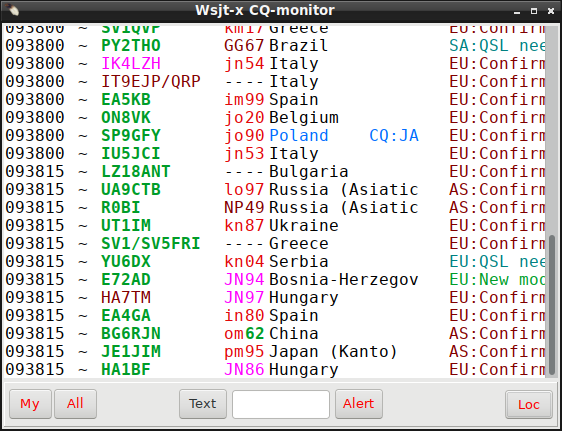 Wsjt-x CQ-monitor
093800 ~ SV1QVP km17 Greece EU:Confirm
093800 ~ PY2THO GG67 Brazil SA:QSL nee
093800 ~ IK4LZH jn54 Italy EU:Confirm
093800 ~ IT9EJP/QRP ---- Italy EU:Confirm
093800 ~ EA5KB im99 Spain EU:Confirm
093800 ~ ON8VK jo20 Belgium EU:Confirm
093800 ~ SP9GFY jo90 Poland CQ:JA EU:Confirm
093800 ~ IU5JCI jn53 Italy EU:Confirm
093815 ~ LZ18ANT ---- Bulgaria EU:Confirm
093815 ~ UA9CTB lo97 Russia (Asiatic AS:Confirm
093815 ~ R0BI NP49 Russia (Asiatic AS:Confirm
093815 ~ UT1IM kn87 Ukraine EU:Confirm
093815 ~ SV1/SV5FRI ---- Greece EU:Confirm
093815 ~ YU6DX kn04 Serbia EU:QSL nee
093815 ~ E72AD JN94 Bosnia-Herzegov EU:New mod
093815 ~ HA7TM JN97 Hungary EU:Confirm
093815 ~ EA4GA in80 Spain EU:Confirm
093815 ~ BG6RJN om62 China AS:Confirm
093815 ~ JE1JIM pm95 Japan (Kanto) AS:Confirm
093815 ~ HA1BF JN86 Hungary EU:Confirm
My All Text Alert Loc